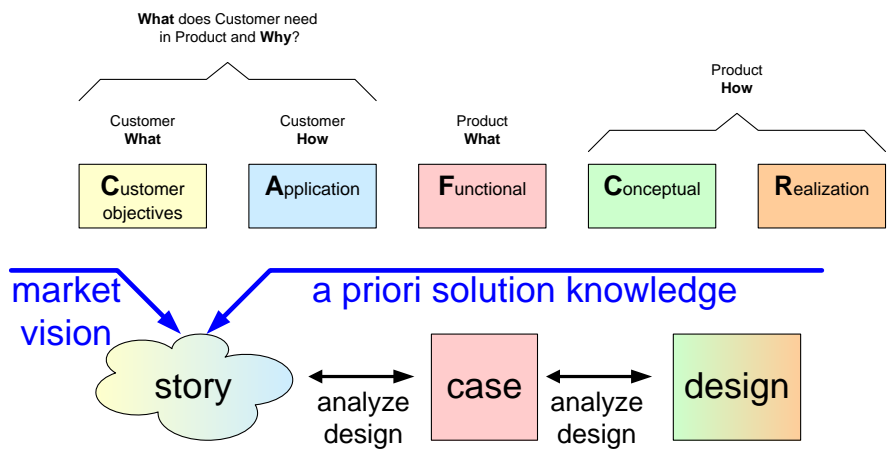 What does Customer need
in Product and Why?
Product
How
Customer
What
Customer
How
Product
What
Customer
objectives
Application
Functional
Conceptual
Realization
market
vision
a priori solution knowledge
story
analyze
design
case
analyze
design
design